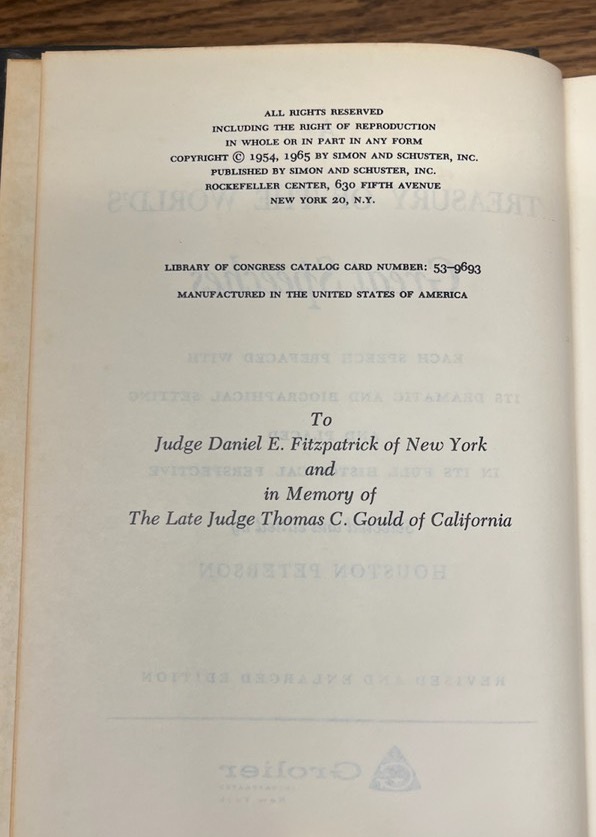 ALL RIGHTS RESERVED
INCLUDING THE RIGHT OF REPRODUCTION
IN WHOLE OR IN PART IN ANY FORM
COPYRIGHT © 1954, 1965 BY SIMON AND SCHUSTER, INC.
PUBLISHED BY SIMON AND SCHUSTER, INC.
ROCKEFELLER CENTER, 630 FIFTH AVENUE
NEW YORK 20, N.Y.
LIBRARY OF CONGRESS CATALOG CARD NUMBER: 53–9693
MANUFACTURED IN THE UNITED STATES OF AMERICA
To
Judge Daniel E. Fitzpatrick of New York
and
in Memory of
The Late Judge Thomas C. Gould of California